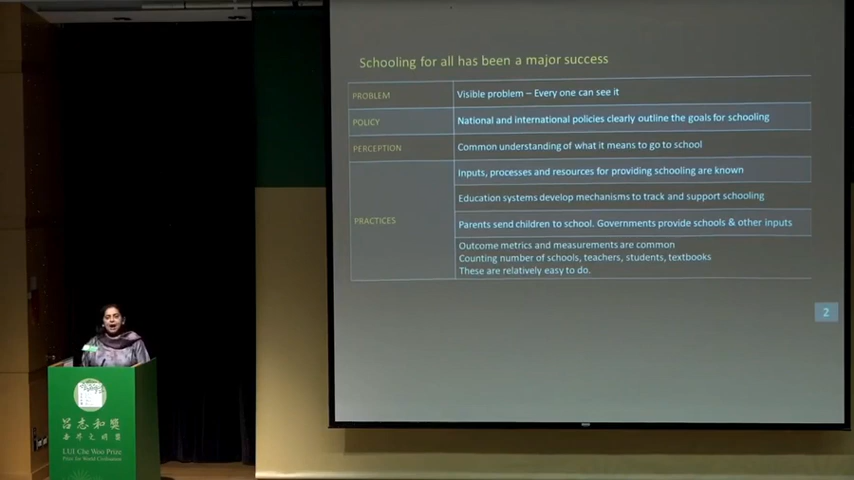 Schooling for all has been a major success
PROBLEM
Visible problem – Every one can see it
POLICY
National and international policies clearly outline the goals for schooling
PERCEPTION
Common understanding of what it means to go to school
PRACTICES
Inputs, processes and resources for providing schooling are known
Education systems develop mechanisms to track and support schooling
Parents send children to school. Governments provide schools & other inputs
Outcome metrics and measurements are common
Counting number of schools, teachers, students, textbooks
These are relatively easy to do.
2
呂志和獎
LUI Che Woo Prize
Prize for World Civilisation